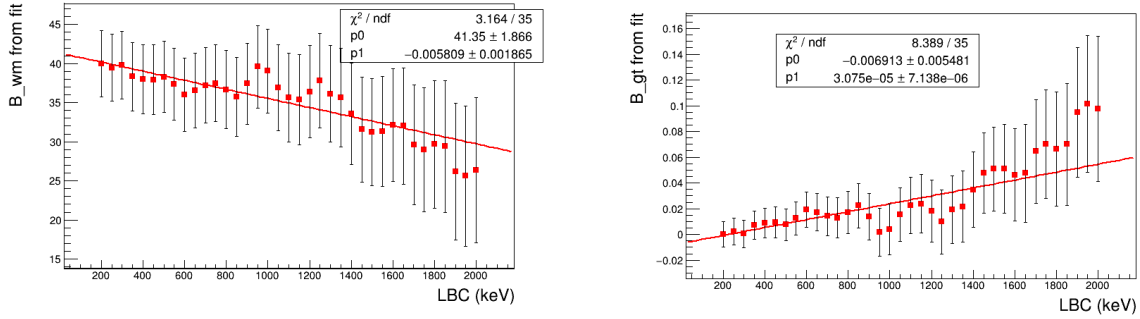 χ² / ndf 3.164 / 35
p0 41.35 ± 1.866
p1 −0.005809 ± 0.001865
B_wm from fit
45
40
35
30
25
20
15
200 400 600 800 1000 1200 1400 1600 1800 2000
LBC (keV)
χ² / ndf 8.389 / 35
p0 −0.006913 ± 0.005481
p1 3.075e−05 ± 7.138e−06
B_gt from fit
0.16
0.14
0.12
0.1
0.08
0.06
0.04
0.02
0
−0.02
200 400 600 800 1000 1200 1400 1600 1800 2000
LBC (keV)